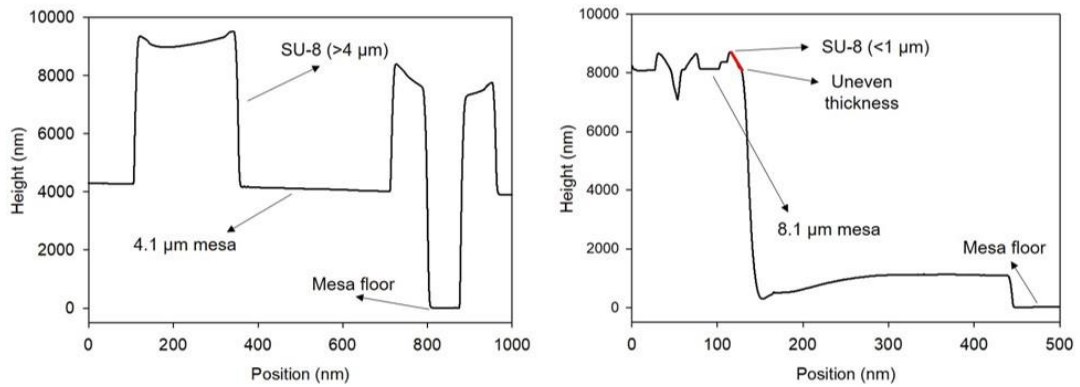 10000
8000
6000
4000
2000
0
Height (nm)
0
200
400
600
800
1000
Position (nm)
SU-8 (>4 µm)
4.1 µm mesa
Mesa floor
10000
8000
6000
4000
2000
0
Height (nm)
0
100
200
300
400
500
Position (nm)
SU-8 (<1 µm)
Uneven
thickness
8.1 µm mesa
Mesa floor